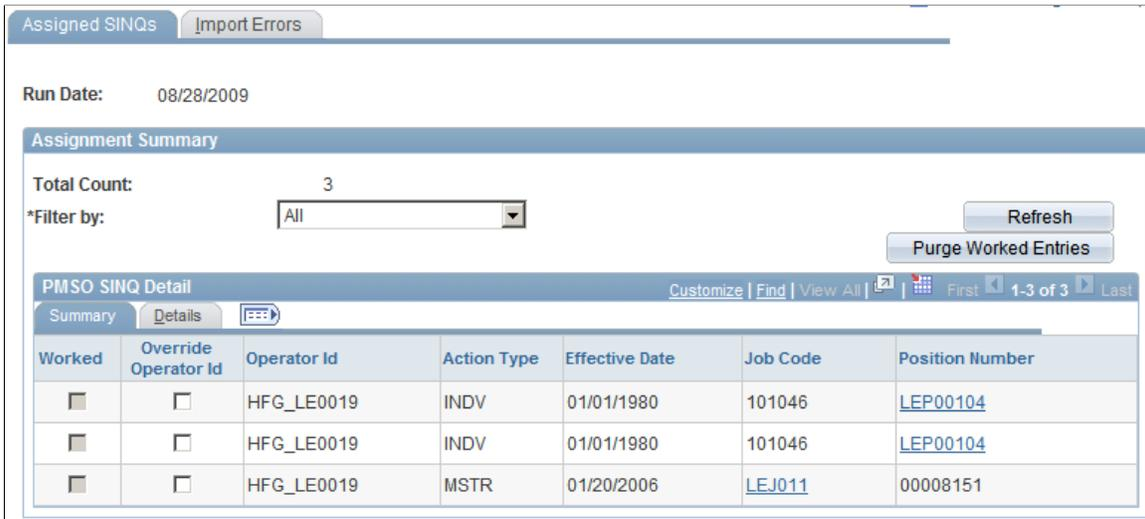 Assigned SINQs Import Errors
Run Date: 08/28/2009
Assignment Summary
Total Count: 3
*Filter by: All
Refresh
Purge Worked Entries
PMSO SINQ Detail Customize | Find | View All | | First 1-3 of 3 Last
Summary Details
Worked Override Operator Id Operator Id Action Type Effective Date Job Code Position Number
HFG_LE0019 INDV 01/01/1980 101046 LEP00104
HFG_LE0019 INDV 01/01/1980 101046 LEP00104
HFG_LE0019 MSTR 01/20/2006 LEJ011 00008151